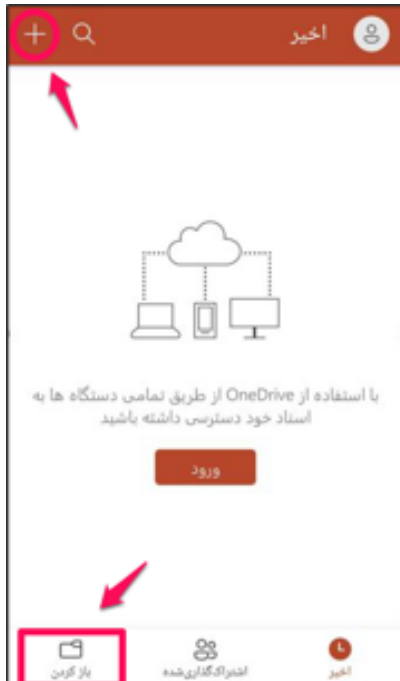 اخیر
با استفاده از OneDrive از طریق تمامی دستگاه ها به
اسناد خود دسترسی داشته باشید
ورود
اخیر
اشتراک‌گذاری‌شده
باز کردن